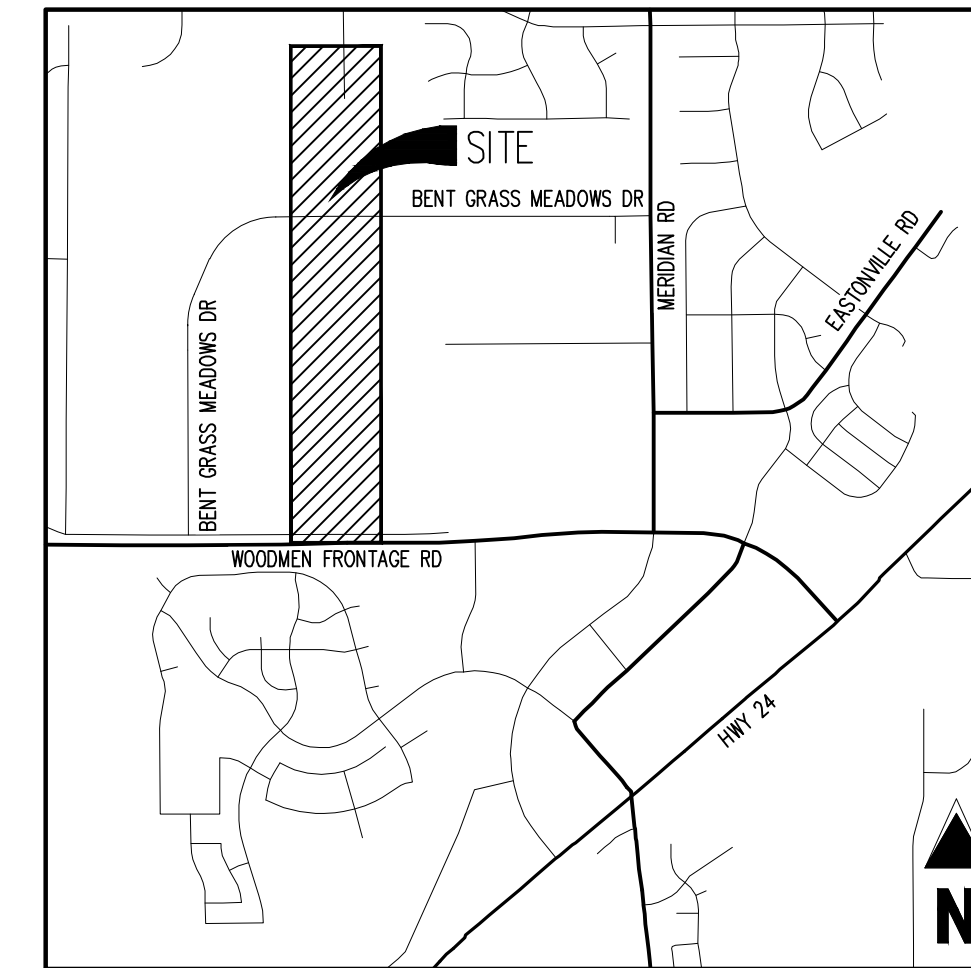 SITE
BENT GRASS MEADOWS DR
MERIDIAN RD
EASTONVILLE RD
BENT GRASS MEADOWS DR
WOODMEN FRONTAGE RD
HWY 24
N